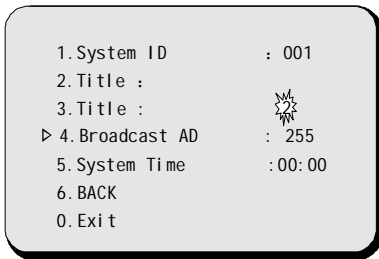 1.System ID : 001
2.Title :
3.Title : 2
▷ 4.Broadcast AD : 255
5.System Time :00:00
6.BACK
0.Exit